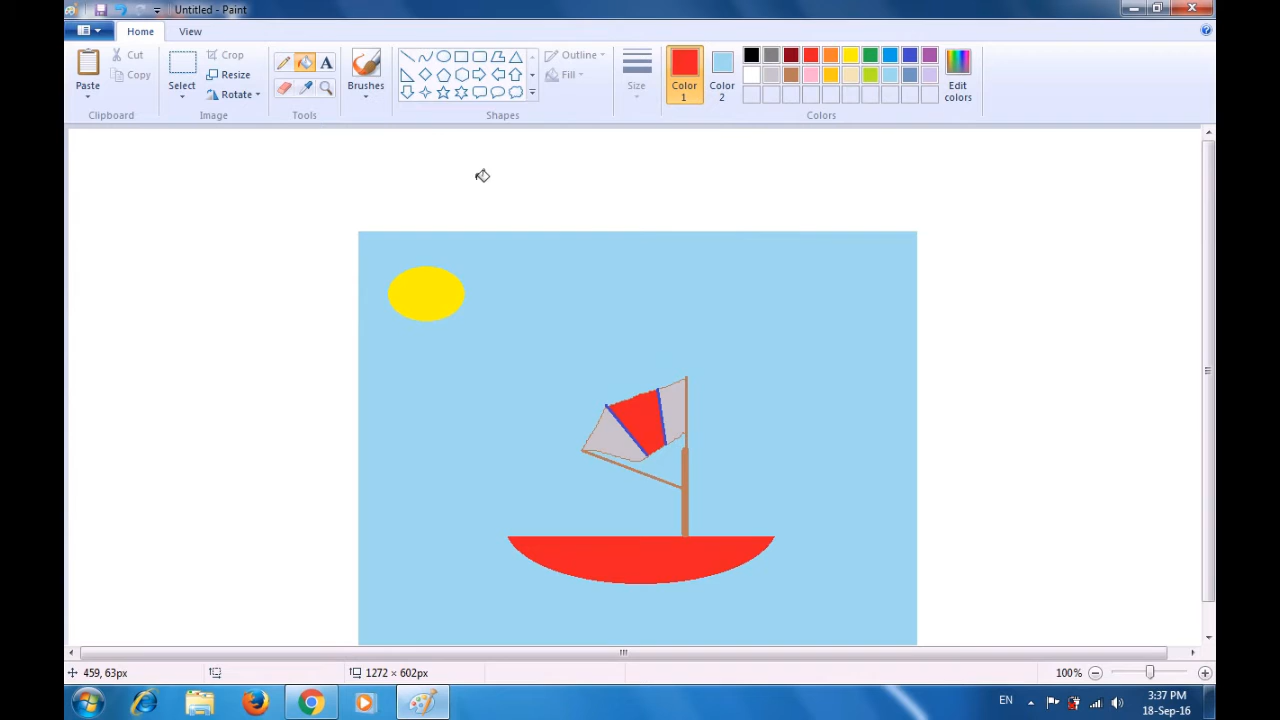 Untitled - Paint
Home View
Paste
Cut
Copy
Clipboard
Select
Crop
Resize
Rotate
Image
A
Tools
Brushes
Shapes
Outline
Fill
Size
Color 1
Color 2
Edit colors
Colors
459, 63px
1272 × 602px
100%
EN
3:37 PM
18-Sep-16